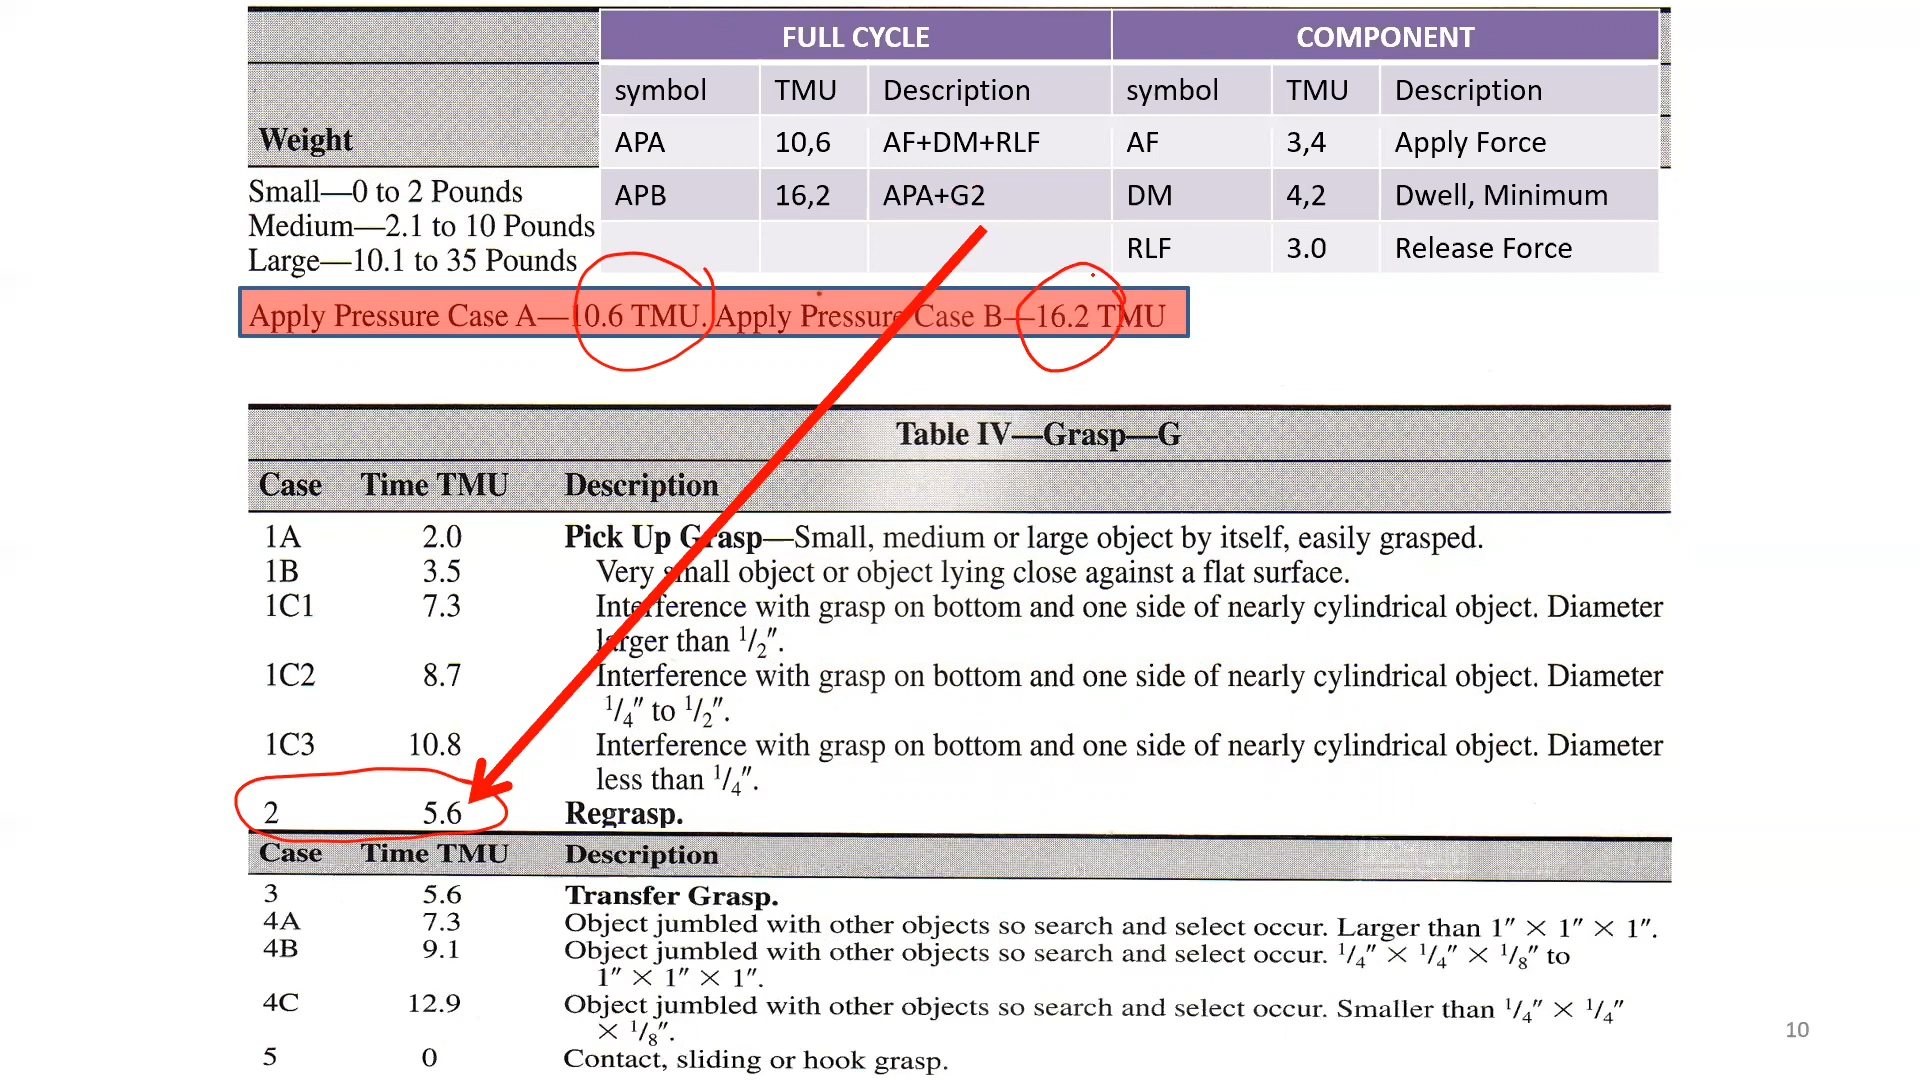 FULL CYCLE COMPONENT
symbol TMU Description symbol TMU Description
APA 10,6 AF+DM+RLF AF 3,4 Apply Force
APB 16,2 APA+G2 DM 4,2 Dwell, Minimum
RLF 3.0 Release Force
Weight
Small—0 to 2 Pounds
Medium—2.1 to 10 Pounds
Large—10.1 to 35 Pounds
Apply Pressure Case A—10.6 TMU. Apply Pressure Case B—16.2 TMU
Table IV—Grasp—G
Case Time TMU Description
1A 2.0 Pick Up Grasp—Small, medium or large object by itself, easily grasped.
1B 3.5 Very small object or object lying close against a flat surface.
1C1 7.3 Interference with grasp on bottom and one side of nearly cylindrical object. Diameter
larger than 1/2″.
1C2 8.7 Interference with grasp on bottom and one side of nearly cylindrical object. Diameter
1/4″ to 1/2″.
1C3 10.8 Interference with grasp on bottom and one side of nearly cylindrical object. Diameter
less than 1/4″.
2 5.6 Regrasp.
Case Time TMU Description
3 5.6 Transfer Grasp.
4A 7.3 Object jumbled with other objects so search and select occur. Larger than 1″ × 1″ × 1″.
4B 9.1 Object jumbled with other objects so search and select occur. 1/4″ × 1/4″ × 1/8″ to
1″ × 1″ × 1″.
4C 12.9 Object jumbled with other objects so search and select occur. Smaller than 1/4″ × 1/4″
× 1/8″.
5 0 Contact, sliding or hook grasp.
10